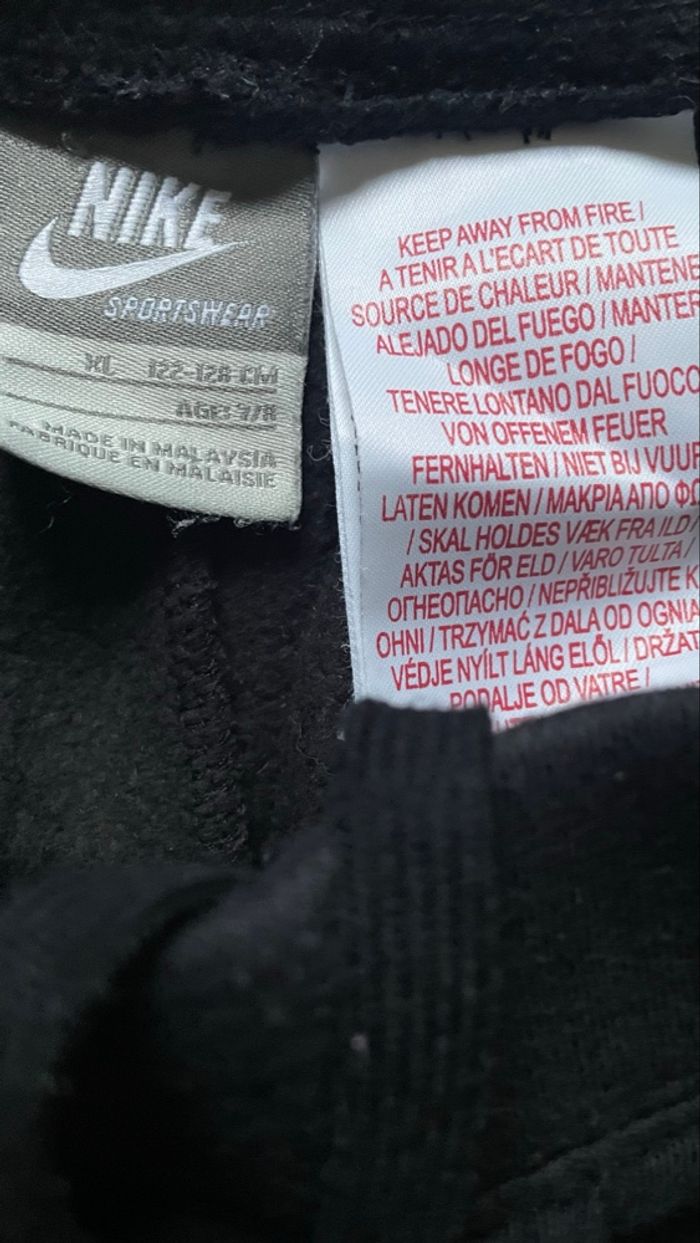 NIKE
SPORTSWEAR
XL 122-128 CM
AGE: 7/8
MADE IN MALAYSIA
FABRIQUE EN MALAISIE
KEEP AWAY FROM FIRE /
A TENIR A L'ECART DE TOUTE
SOURCE DE CHALEUR / MANTENE
ALEJADO DEL FUEGO / MANTER
LONGE DE FOGO /
TENERE LONTANO DAL FUOCO
VON OFFENEM FEUER
FERNHALTEN / NIET BIJ VUUR
LATEN KOMEN / ΜΑΚΡΙΑ ΑΠΟ ΦΩ
/ SKAL HOLDES VÆK FRA ILD
AKTAS FÖR ELD / VARO TULTA /
ОГНЕОПАСНО / NEPŘIBLIŽUJTE K
OHNI / TRZYMAĆ Z DALA OD OGNIA
VÉDJE NYÍLT LÁNG ELŐL / DRŽAT
PODALJE OD VATRE /